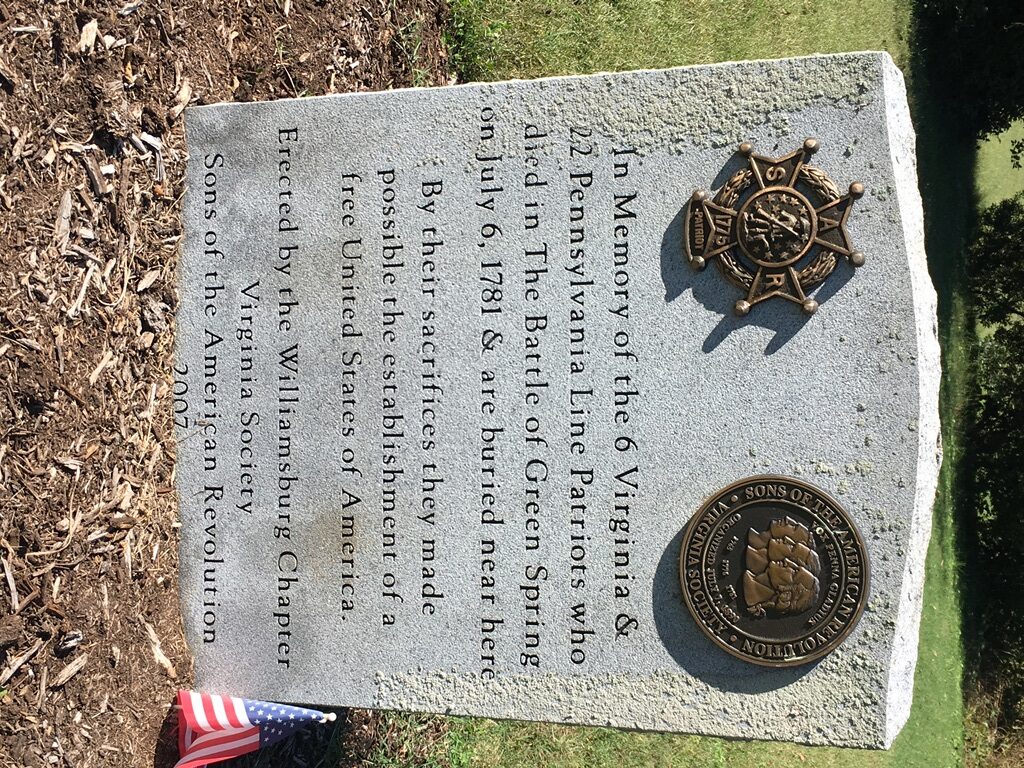 S A R
1775
PATRIOT
SONS OF THE AMERICAN REVOLUTION
VIRGINIA SOCIETY
ORGANIZED JULY
In Memory of the 6 Virginia &
22 Pennsylvania Line Patriots who
died in The Battle of Green Spring
on July 6, 1781 & are buried near here
By their sacrifices they made
possible the establishment of a
free United States of America.
Erected by the Williamsburg Chapter
Virginia Society
Sons of the American Revolution
2007